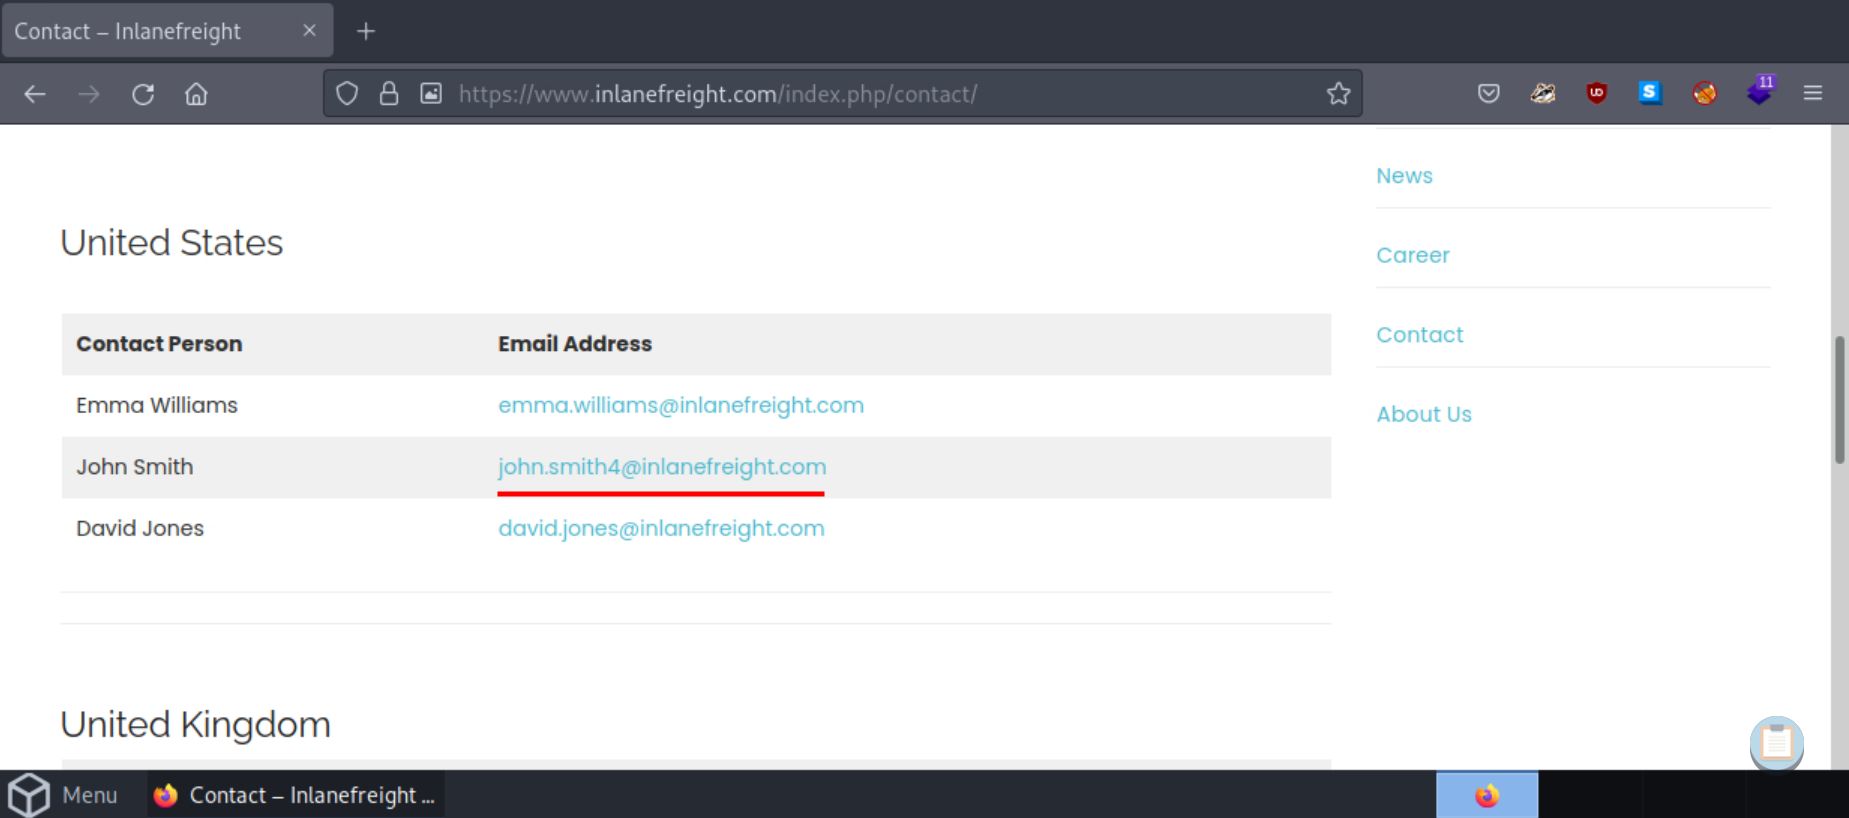 Contact – Inlanefreight
https://www.inlanefreight.com/index.php/contact/
11
News
United States
Career
Contact Person Email Address
Contact
Emma Williams emma.williams@inlanefreight.com
About Us
John Smith john.smith4@inlanefreight.com
David Jones david.jones@inlanefreight.com
United Kingdom
Menu Contact – Inlanefreight ...